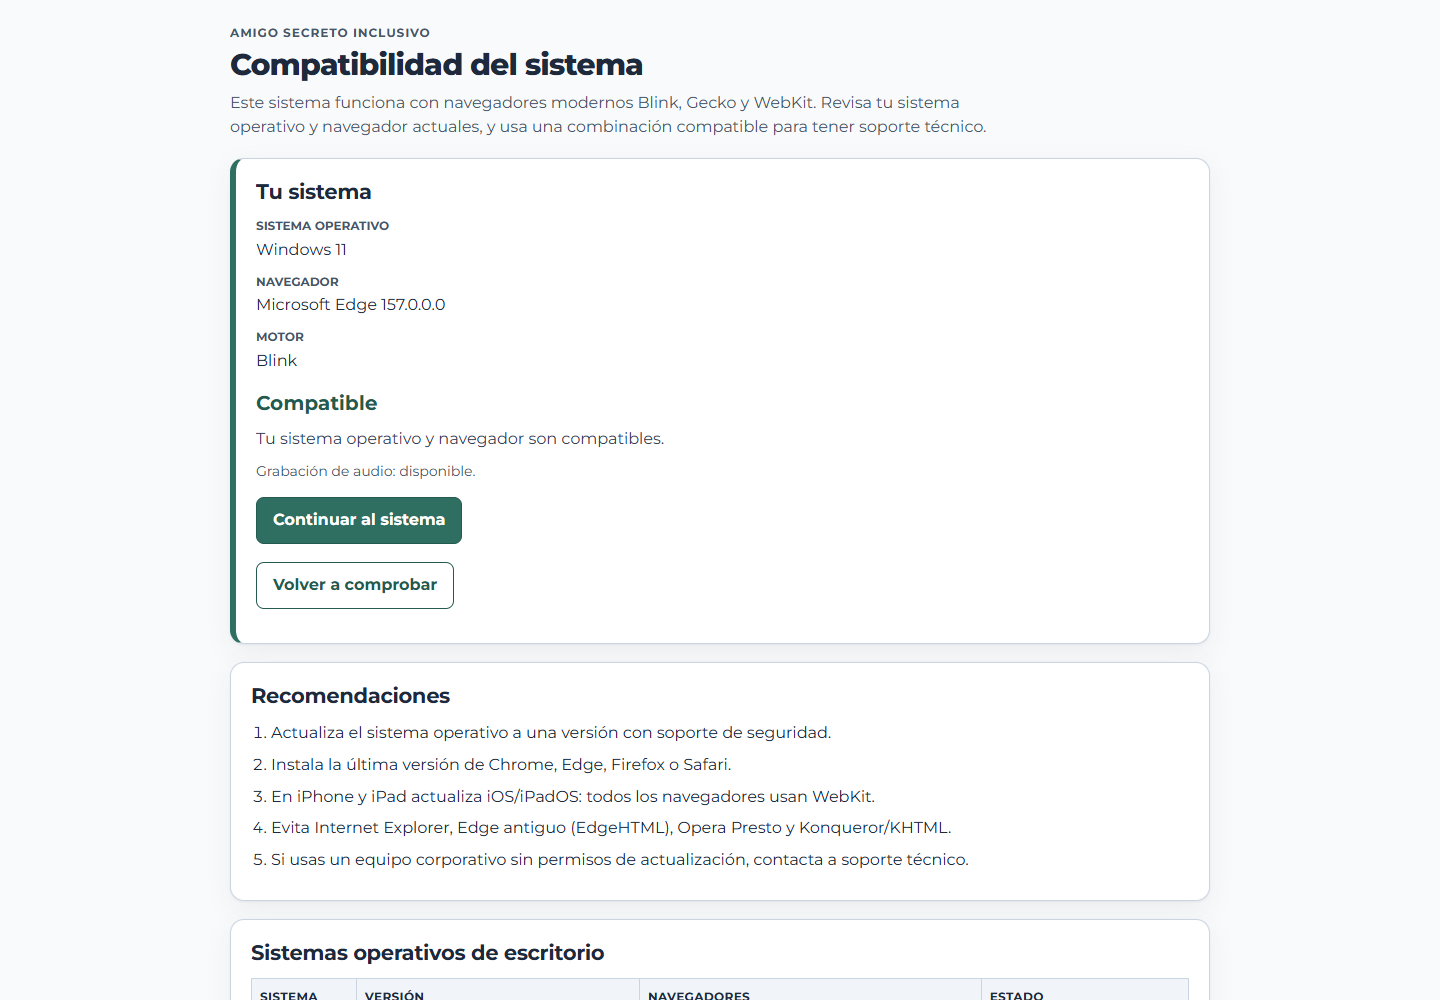 AMIGO SECRETO INCLUSIVO
Compatibilidad del sistema
Este sistema funciona con navegadores modernos Blink, Gecko y WebKit. Revisa tu sistema
operativo y navegador actuales, y usa una combinación compatible para tener soporte técnico.
Tu sistema
SISTEMA OPERATIVO
Windows 11
NAVEGADOR
Microsoft Edge 157.0.0.0
MOTOR
Blink
Compatible
Tu sistema operativo y navegador son compatibles.
Grabación de audio: disponible.
Continuar al sistema
Volver a comprobar
Recomendaciones
1. Actualiza el sistema operativo a una versión con soporte de seguridad.
2. Instala la última versión de Chrome, Edge, Firefox o Safari.
3. En iPhone y iPad actualiza iOS/iPadOS: todos los navegadores usan WebKit.
4. Evita Internet Explorer, Edge antiguo (EdgeHTML), Opera Presto y Konqueror/KHTML.
5. Si usas un equipo corporativo sin permisos de actualización, contacta a soporte técnico.
Sistemas operativos de escritorio
SISTEMA VERSIÓN NAVEGADORES ESTADO